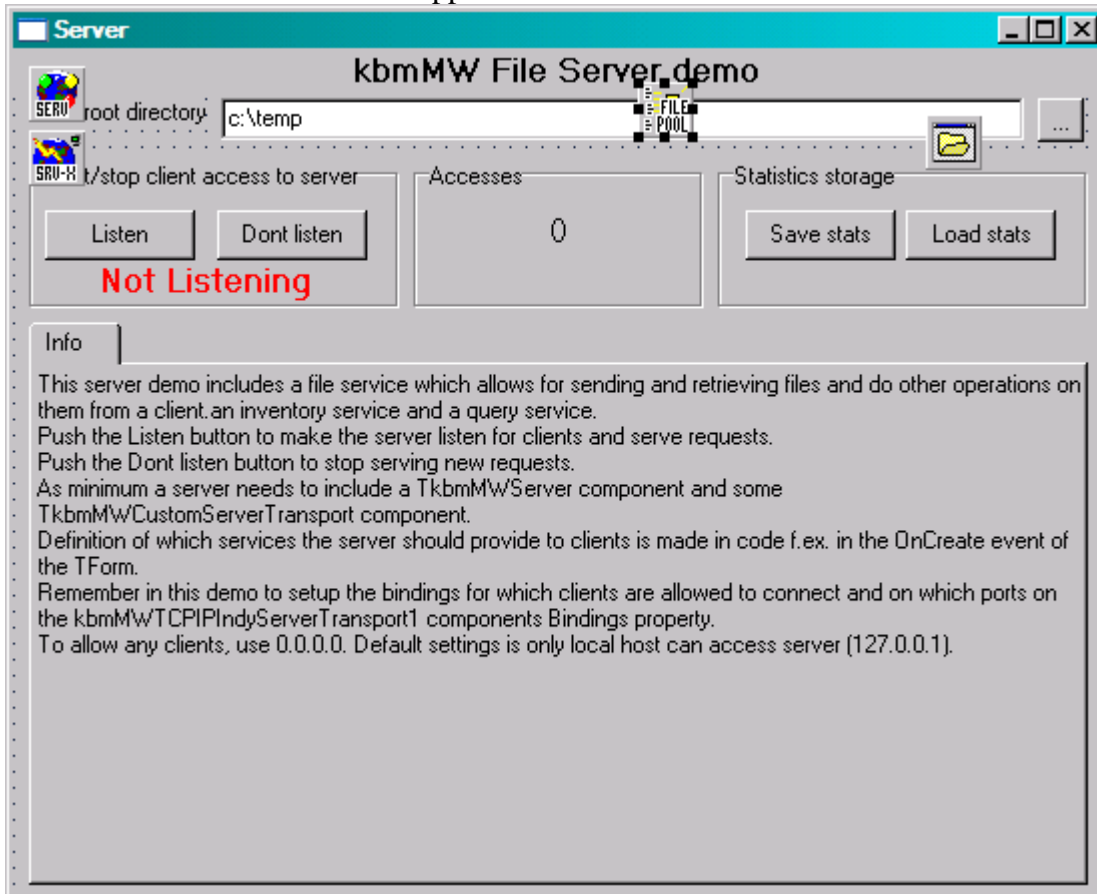 Server
kbmMW File Server demo
SERV
root directory
c:\temp
FILE
POOL
...
SRV-X
t/stop client access to server
Accesses
Statistics storage
Listen
Dont listen
0
Save stats
Load stats
Not Listening
Info
This server demo includes a file service which allows for sending and retrieving files and do other operations on
them from a client.an inventory service and a query service.
Push the Listen button to make the server listen for clients and serve requests.
Push the Dont listen button to stop serving new requests.
As minimum a server needs to include a TkbmMWServer component and some
TkbmMWCustomServerTransport component.
Definition of which services the server should provide to clients is made in code f.ex. in the OnCreate event of
the TForm.
Remember in this demo to setup the bindings for which clients are allowed to connect and on which ports on
the kbmMWTCPIPIndyServerTransport1 components Bindings property.
To allow any clients, use 0.0.0.0. Default settings is only local host can access server (127.0.0.1).